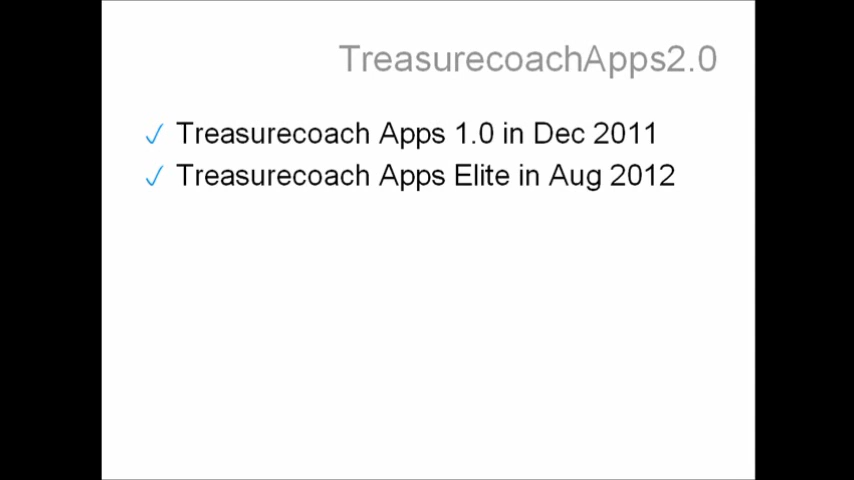 TreasurecoachApps2.0
✓ Treasurecoach Apps 1.0 in Dec 2011
✓ Treasurecoach Apps Elite in Aug 2012